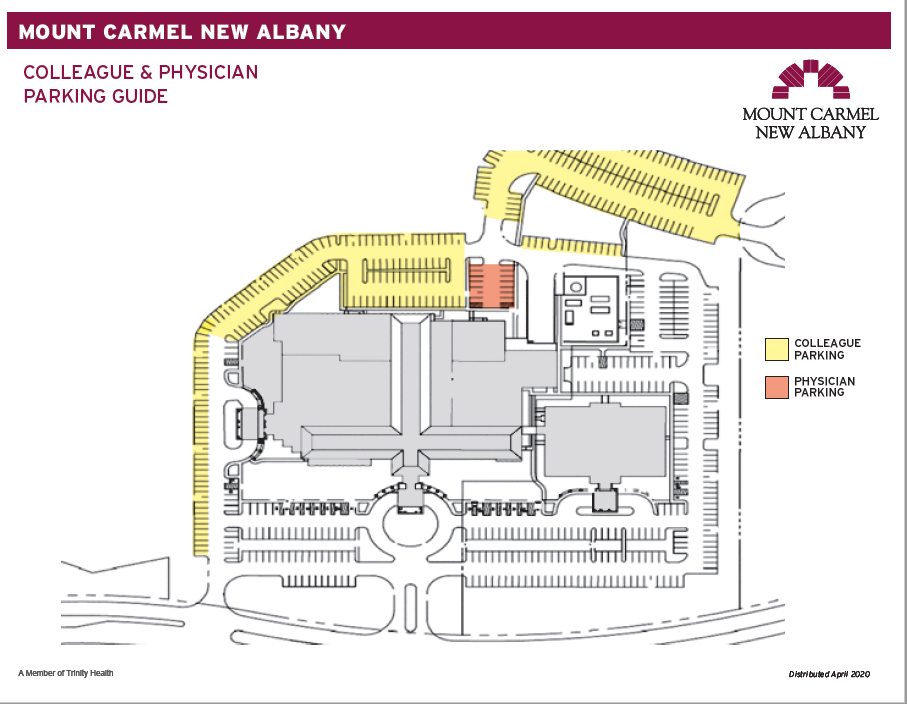 MOUNT CARMEL NEW ALBANY
COLLEAGUE & PHYSICIAN
PARKING GUIDE
MOUNT CARMEL
NEW ALBANY
COLLEAGUE
PARKING
PHYSICIAN
PARKING
A Member of Trinity Health
Distributed April 2020